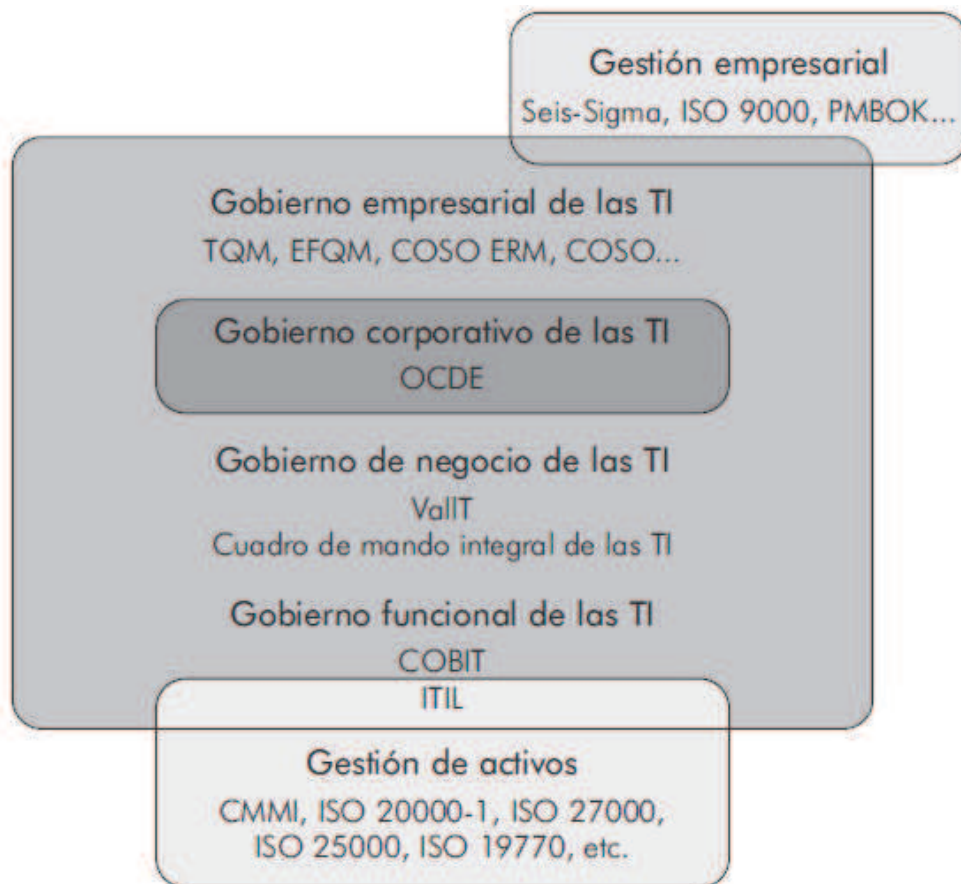 Gestión empresarial
Seis-Sigma, ISO 9000, PMBOK...
Gobierno empresarial de las TI
TQM, EFQM, COSO ERM, COSO...
Gobierno corporativo de las TI
OCDE
Gobierno de negocio de las TI
ValIT
Cuadro de mando integral de las TI
Gobierno funcional de las TI
COBIT
ITIL
Gestión de activos
CMMI, ISO 20000-1, ISO 27000,
ISO 25000, ISO 19770, etc.